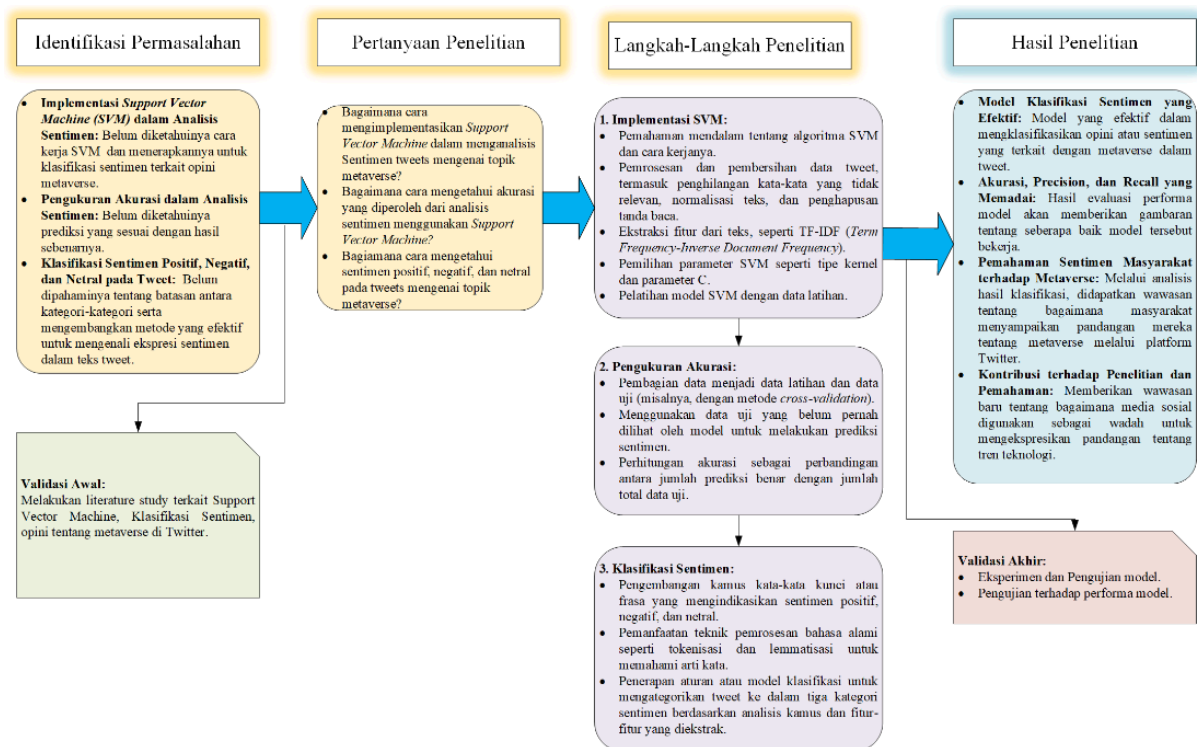 Identifikasi Permasalahan
Pertanyaan Penelitian
Langkah-Langkah Penelitian
Hasil Penelitian
• Implementasi Support Vector
Machine (SVM) dalam Analisis
Sentimen: Belum diketahuinya cara
kerja SVM dan menerapkannya untuk
klasifikasi sentimen terkait opini
metaverse.
• Pengukuran Akurasi dalam Analisis
Sentimen: Belum diketahuinya
prediksi yang sesuai dengan hasil
sebenarnya.
• Klasifikasi Sentimen Positif, Negatif,
dan Netral pada Tweet: Belum
dipahaminya tentang batasan antara
kategori-kategori serta
mengembangkan metode yang efektif
untuk mengenali ekspresi sentimen
dalam teks tweet.
Validasi Awal:
Melakukan literature study terkait Support
Vector Machine, Klasifikasi Sentimen,
opini tentang metaverse di Twitter.
• Bagaimana cara
mengimplementasikan Support
Vector Machine dalam menganalisis
Sentimen tweets mengenai topik
metaverse?
• Bagaimana cara mengetahui akurasi
yang diperoleh dari analisis
sentimen menggunakan Support
Vector Machine?
• Bagiamana cara mengetahui
sentimen positif, negatif, dan netral
pada tweets mengenai topik
metaverse?
1. Implementasi SVM:
• Pemahaman mendalam tentang algoritma SVM
dan cara kerjanya.
• Pemrosesan dan pembersihan data tweet,
termasuk penghilangan kata-kata yang tidak
relevan, normalisasi teks, dan penghapusan
tanda baca.
• Ekstraksi fitur dari teks, seperti TF-IDF (Term
Frequency-Inverse Document Frequency).
• Pemilihan parameter SVM seperti tipe kernel
dan parameter C.
• Pelatihan model SVM dengan data latihan.
2. Pengukuran Akurasi:
• Pembagian data menjadi data latihan dan data
uji (misalnya, dengan metode cross-validation).
• Menggunakan data uji yang belum pernah
dilihat oleh model untuk melakukan prediksi
sentimen.
• Perhitungan akurasi sebagai perbandingan
antara jumlah prediksi benar dengan jumlah
total data uji.
3. Klasifikasi Sentimen:
• Pengembangan kamus kata-kata kunci atau
frasa yang mengindikasikan sentimen positif,
negatif, dan netral.
• Pemanfaatan teknik pemrosesan bahasa alami
seperti tokenisasi dan lemmatisasi untuk
memahami arti kata.
• Penerapan aturan atau model klasifikasi untuk
mengategorikan tweet ke dalam tiga kategori
sentimen berdasarkan analisis kamus dan fitur-
fitur yang diekstrak.
• Model Klasifikasi Sentimen yang
Efektif: Model yang efektif dalam
mengklasifikasikan opini atau sentimen
yang terkait dengan metaverse dalam
tweet.
• Akurasi, Precision, dan Recall yang
Memadai: Hasil evaluasi performa
model akan memberikan gambaran
tentang seberapa baik model tersebut
bekerja.
• Pemahaman Sentimen Masyarakat
terhadap Metaverse: Melalui analisis
hasil klasifikasi, didapatkan wawasan
tentang bagaimana masyarakat
menyampaikan pandangan mereka
tentang metaverse melalui platform
Twitter.
• Kontribusi terhadap Penelitian dan
Pemahaman: Memberikan wawasan
baru tentang bagaimana media sosial
digunakan sebagai wadah untuk
mengekspresikan pandangan tentang
tren teknologi.
Validasi Akhir:
• Eksperimen dan Pengujian model.
• Pengujian terhadap performa model.